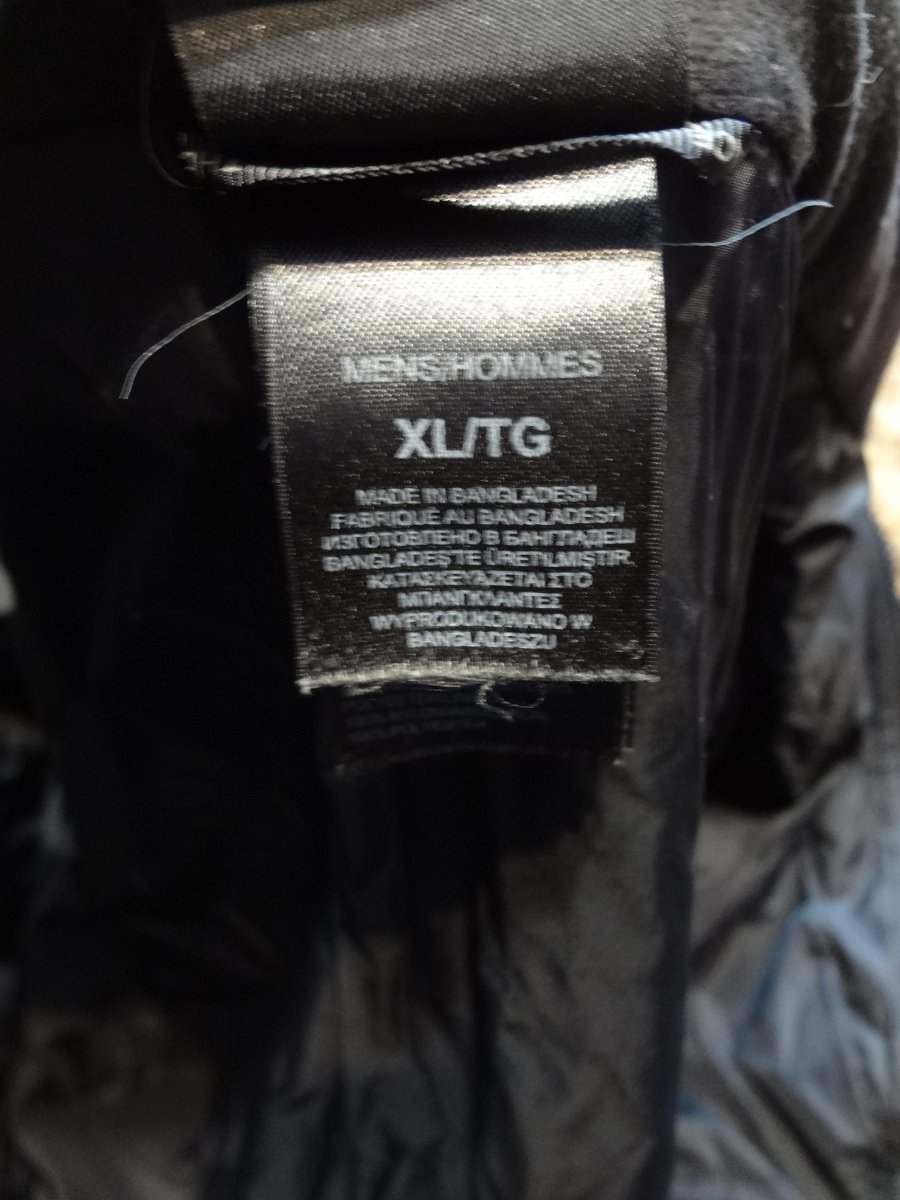 MENS/HOMMES
XL/TG
MADE IN BANGLADESH
FABRIQUE AU BANGLADESH
ИЗГОТОВЛЕНО В БАНГЛАДЕШ
BANGLADEŞ'TE ÜRETILMIŞTIR.
ΚΑΤΑΣΚΕΥΑΖΕΤΑΙ ΣΤΟ
ΜΠΑΝΓΚΛΑΝΤΕΣ
WYPRODUKOWANO W
BANGLADESZU